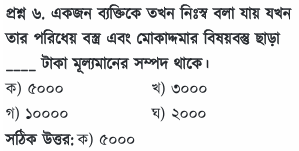 প্রশ্ন ৬. একজন ব্যক্তিকে তখন নিঃস্ব বলা যায় যখন
তার পরিধেয় বস্ত্র এবং মোকাদ্দমার বিষয়বস্তু ছাড়া
____ টাকা মূল্যমানের সম্পদ থাকে।
ক) ৫০০০ খ) ৩০০০
গ) ১০০০০ ঘ) ২০০০
সঠিক উত্তর: ক) ৫০০০